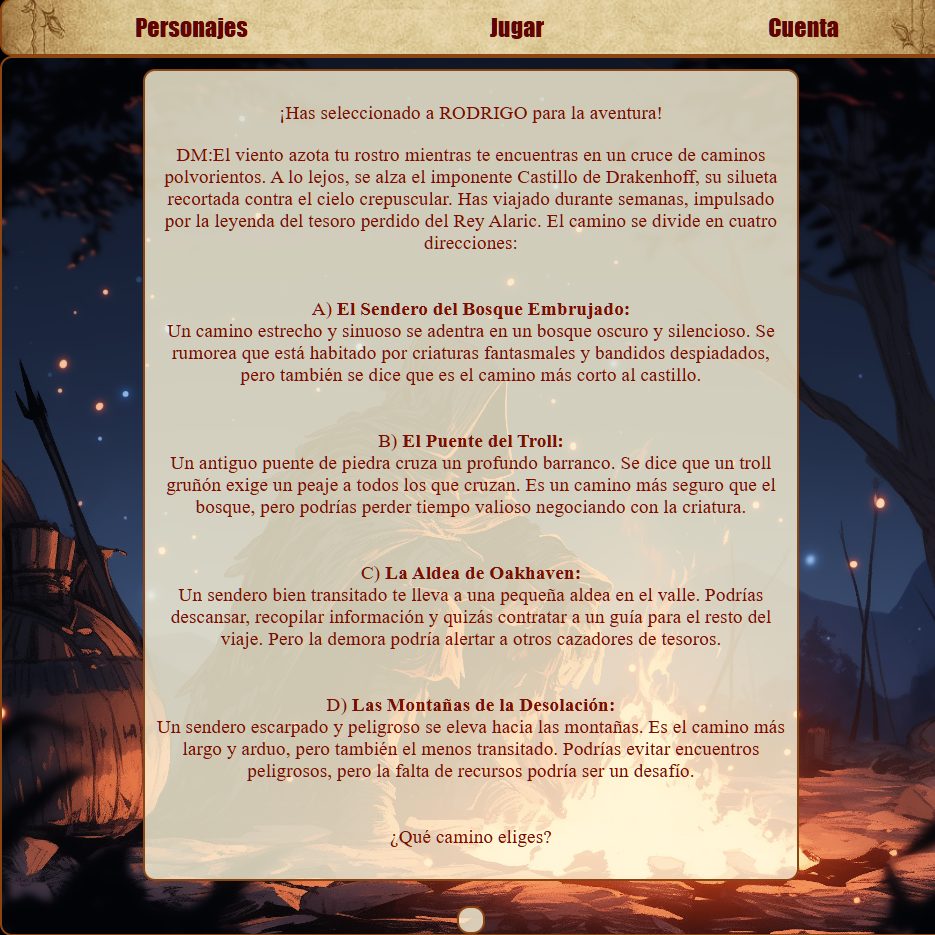 Personajes
Jugar
Cuenta
¡Has seleccionado a RODRIGO para la aventura!
DM:El viento azota tu rostro mientras te encuentras en un cruce de caminos
polvorientos. A lo lejos, se alza el imponente Castillo de Drakenhoff, su silueta
recortada contra el cielo crepuscular. Has viajado durante semanas, impulsado
por la leyenda del tesoro perdido del Rey Alaric. El camino se divide en cuatro
direcciones:
A) El Sendero del Bosque Embrujado:
Un camino estrecho y sinuoso se adentra en un bosque oscuro y silencioso. Se
rumorea que está habitado por criaturas fantasmales y bandidos despiadados,
pero también se dice que es el camino más corto al castillo.
B) El Puente del Troll:
Un antiguo puente de piedra cruza un profundo barranco. Se dice que un troll
gruñón exige un peaje a todos los que cruzan. Es un camino más seguro que el
bosque, pero podrías perder tiempo valioso negociando con la criatura.
C) La Aldea de Oakhaven:
Un sendero bien transitado te lleva a una pequeña aldea en el valle. Podrías
descansar, recopilar información y quizás contratar a un guía para el resto del
viaje. Pero la demora podría alertar a otros cazadores de tesoros.
D) Las Montañas de la Desolación:
Un sendero escarpado y peligroso se eleva hacia las montañas. Es el camino más
largo y arduo, pero también el menos transitado. Podrías evitar encuentros
peligrosos, pero la falta de recursos podría ser un desafío.
¿Qué camino eliges?